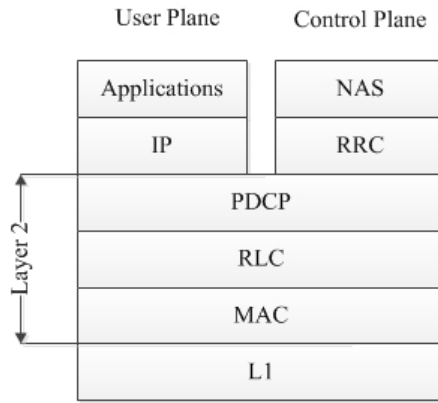 User Plane
Control Plane
Applications
NAS
IP
RRC
Layer 2
PDCP
RLC
MAC
L1